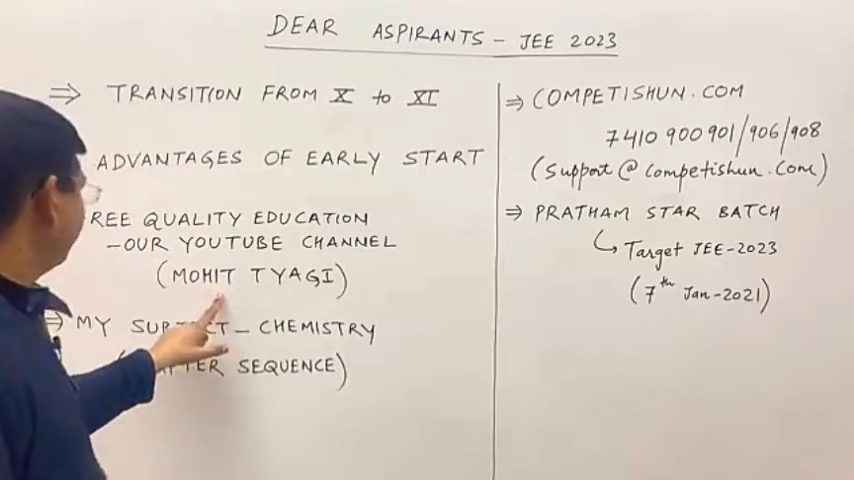 DEAR ASPIRANTS - JEE 2023
⇒ TRANSITION FROM X to XI
ADVANTAGES OF EARLY START
REE QUALITY EDUCATION
- OUR YOUTUBE CHANNEL
(MOHIT TYAGI)
⇒ MY SUBJECT - CHEMISTRY
SEQUENCE)
⇒ COMPETISHUN.COM
7410 900 901/906/908
(Support@competishun.com)
⇒ PRATHAM STAR BATCH
↳ Target JEE-2023
(7th Jan-2021)